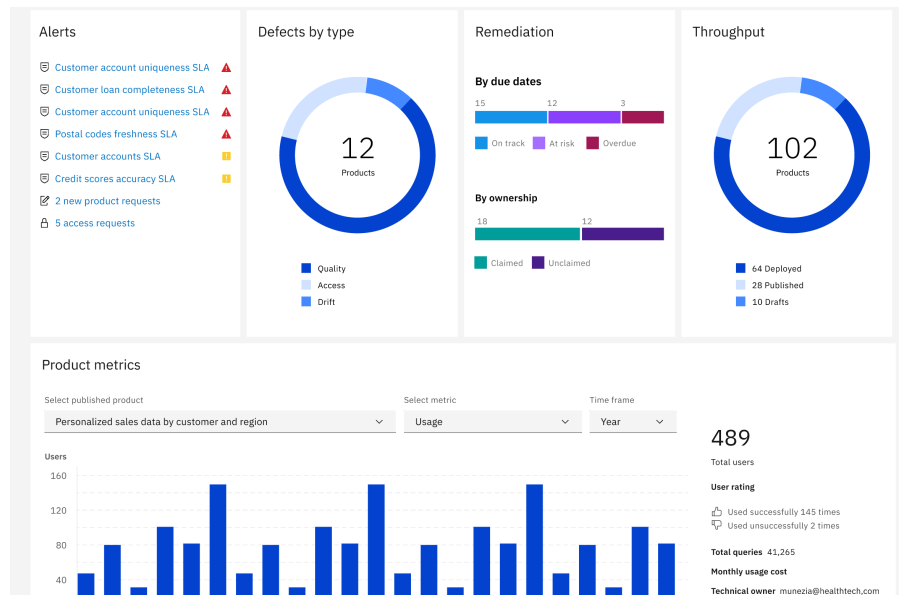 Alerts
Customer account uniqueness SLA
Customer loan completeness SLA
Customer account uniqueness SLA
Postal codes freshness SLA
Customer accounts SLA
Credit scores accuracy SLA
2 new product requests
5 access requests
Defects by type
12
Products
Quality
Access
Drift
Remediation
By due dates
15 12 3
On track At risk Overdue
By ownership
18 12
Claimed Unclaimed
Throughput
102
Products
64 Deployed
28 Published
10 Drafts
Product metrics
Select published product Select metric Time frame
Personalized sales data by customer and region Usage Year
Users
160
120
80
40
489
Total users
User rating
Used successfully 145 times
Used unsuccessfully 2 times
Total queries 41,265
Monthly usage cost
Technical owner munezia@healthtech,com